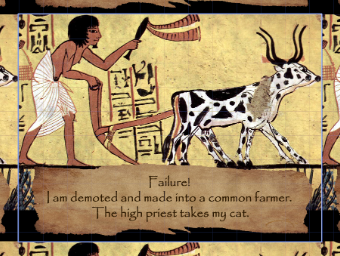 Failure!
I am demoted and made into a common farmer.
The high priest takes my cat.